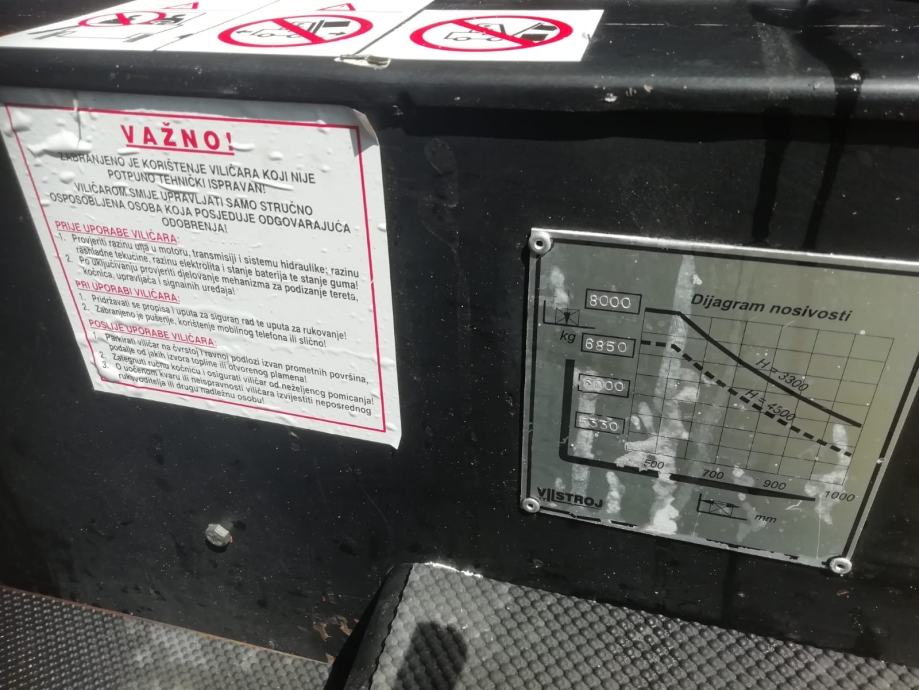 VAŽNO!
ZABRANJENO JE KORIŠTENJE VILIČARA KOJI NIJE
POTPUNO TEHNIČKI ISPRAVAN!
VILIČAROM SMIJE UPRAVLJATI SAMO STRUČNO
OSPOSOBLJENA OSOBA KOJA POSJEDUJE ODGOVARAJUĆA
ODOBRENJA!
PRIJE UPORABE VILIČARA:
1. Provjeriti razinu ulja u motoru, transmisiji i sistemu hidraulike; razinu
rashladne tekućine, razinu elektrolita i stanje baterija te stanje guma!
2. Po uključivanju provjeriti djelovanje mehanizma za podizanje tereta,
kočnica, upravljača i signalnih uređaja!
PRI UPORABI VILIČARA:
1. Pridržavati se propisa i uputa za siguran rad te uputa za rukovanje!
2. Zabranjeno je pušenje, korištenje mobilnog telefona ili slično!
POSLIJE UPORABE VILIČARA:
1. Parkirati viličar na čvrstoj i ravnoj podlozi izvan prometnih površina,
podalje od jakih izvora topline ili otvorenog plamena!
2. Zategnuti ručnu kočnicu i osigurati viličar od neželjenog pomicanja!
3. O uočenom kvaru ili neispravnosti viličara izvijestiti neposrednog
rukovoditelja ili drugu nadležnu osobu!
Dijagram nosivosti
8000
kg
6850
6000
5330
H = 3300
H = 4500
500 700 900 1000
VILSTROJ
mm